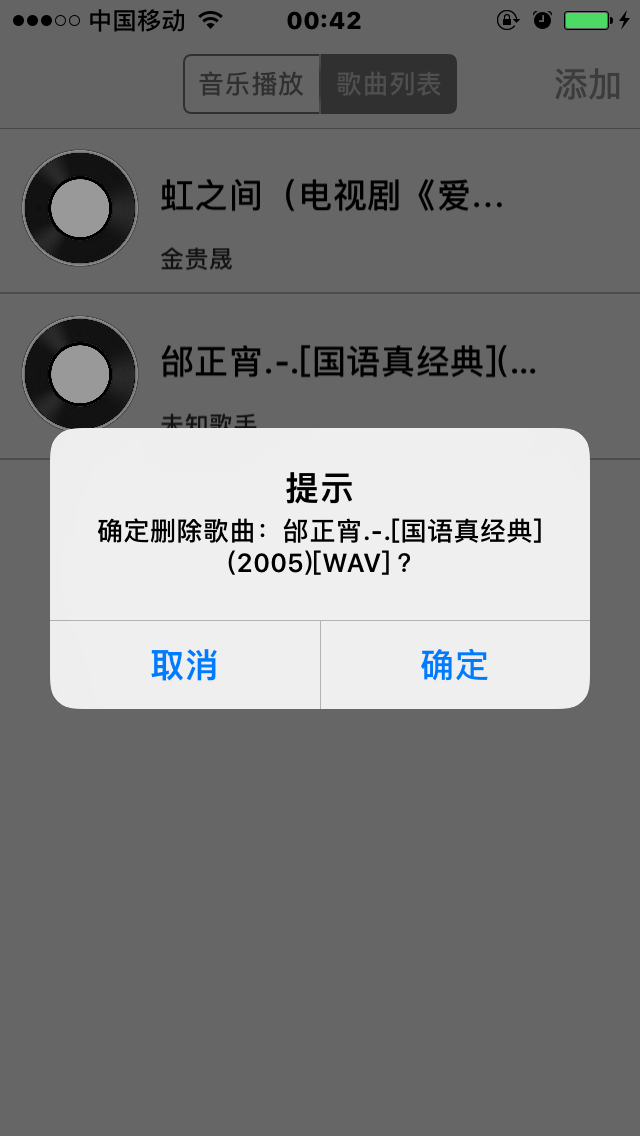 中国移动 00:42
音乐播放 歌曲列表 添加
虹之间（电视剧《爱...
金贵晟
邰正宵.-.[国语真经典](...
未知歌手
提示
确定删除歌曲：邰正宵.-.[国语真经典]
(2005)[WAV]？
取消 确定